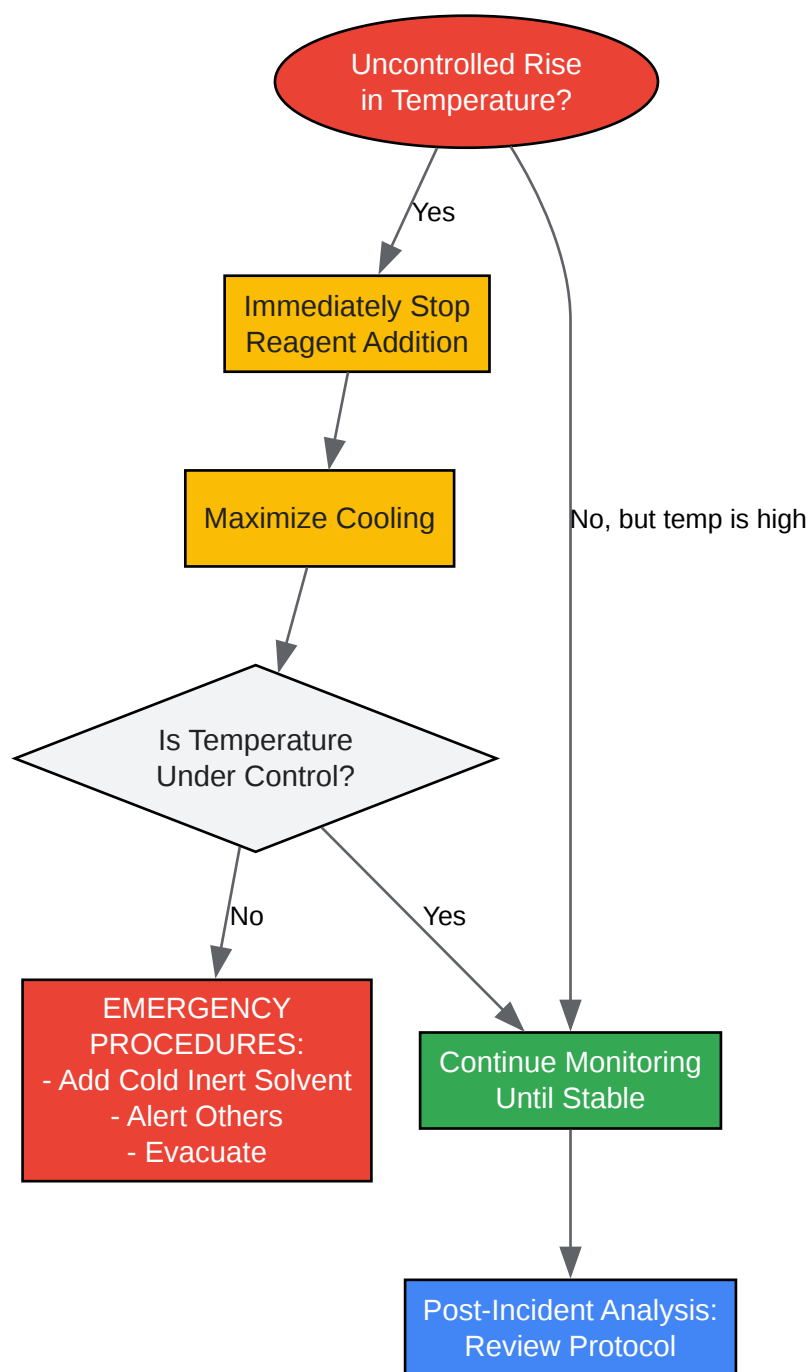 Uncontrolled Rise
in Temperature?
Yes
Immediately Stop
Reagent Addition
Maximize Cooling
No, but temp is high
Is Temperature
Under Control?
No
Yes
EMERGENCY
PROCEDURES:
- Add Cold Inert Solvent
- Alert Others
- Evacuate
Continue Monitoring
Until Stable
Post-Incident Analysis:
Review Protocol